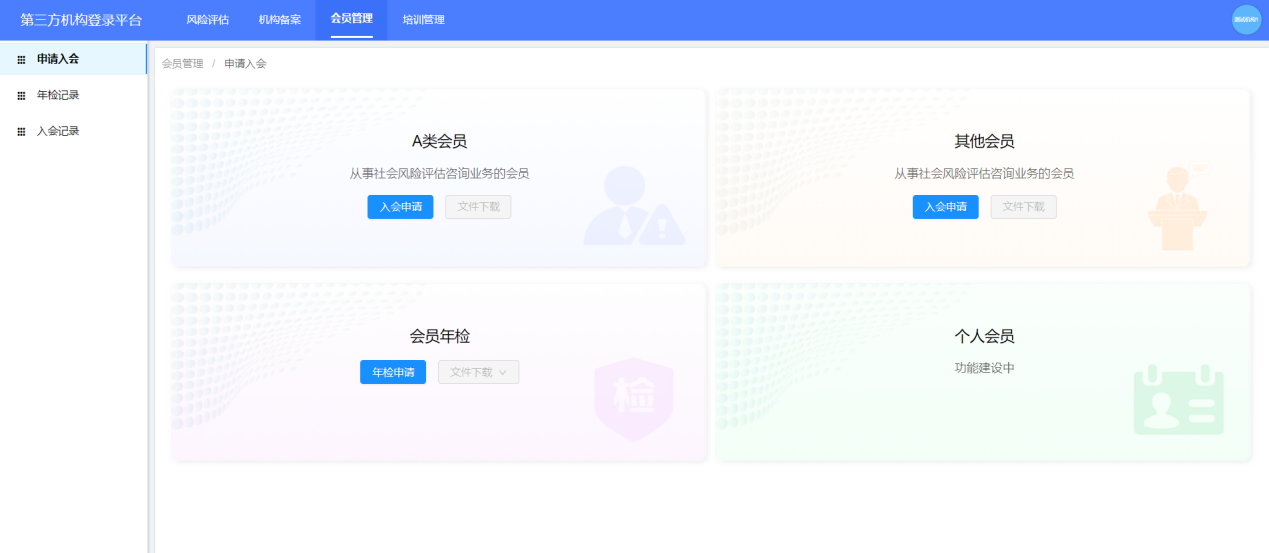 第三方机构登录平台 风险评估 机构备案 会员管理 培训管理
申请入会
年检记录
入会记录
会员管理 / 申请入会
A类会员
从事社会风险评估咨询业务的会员
入会申请 文件下载
其他会员
从事社会风险评估咨询业务的会员
入会申请 文件下载
会员年检
年检申请 文件下载
检
个人会员
功能建设中